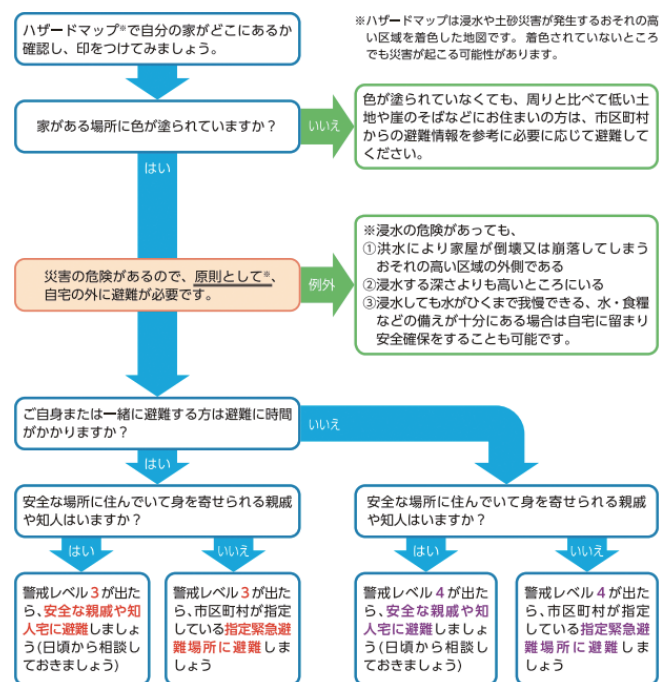 ハザードマップ※で自分の家がどこにあるか
確認し、印をつけてみましょう。
※ハザードマップは浸水や土砂災害が発生するおそれの高
い区域を着色した地図です。着色されていないところ
でも災害が起こる可能性があります。
家がある場所に色が塗られていますか？
いいえ
色が塗られていなくても、周りと比べて低い土
地や崖のそばなどにお住まいの方は、市区町村
からの避難情報を参考に必要に応じて避難して
ください。
はい
災害の危険があるので、原則として※、
自宅の外に避難が必要です。
例外
※浸水の危険があっても、
①洪水により家屋が倒壊又は崩落してしまう
おそれの高い区域の外側である
②浸水する深さよりも高いところにいる
③浸水しても水がひくまで我慢できる、水・食糧
などの備えが十分にある場合は自宅に留まり
安全確保をすることも可能です。
ご自身または一緒に避難する方は避難に時間
がかかりますか？
いいえ
はい
安全な場所に住んでいて身を寄せられる親戚
や知人はいますか？
はい
いいえ
警戒レベル3が出た
ら、安全な親戚や知
人宅に避難しましょ
う(日頃から相談し
ておきましょう)
警戒レベル3が出た
ら、市区町村が指定
している指定緊急避
難場所に避難しま
しょう
安全な場所に住んでいて身を寄せられる親戚
や知人はいますか？
はい
いいえ
警戒レベル4が出た
ら、安全な親戚や知
人宅に避難しましょ
う(日頃から相談し
ておきましょう)
警戒レベル4が出た
ら、市区町村が指定
している指定緊急避
難場所に避難しま
しょう